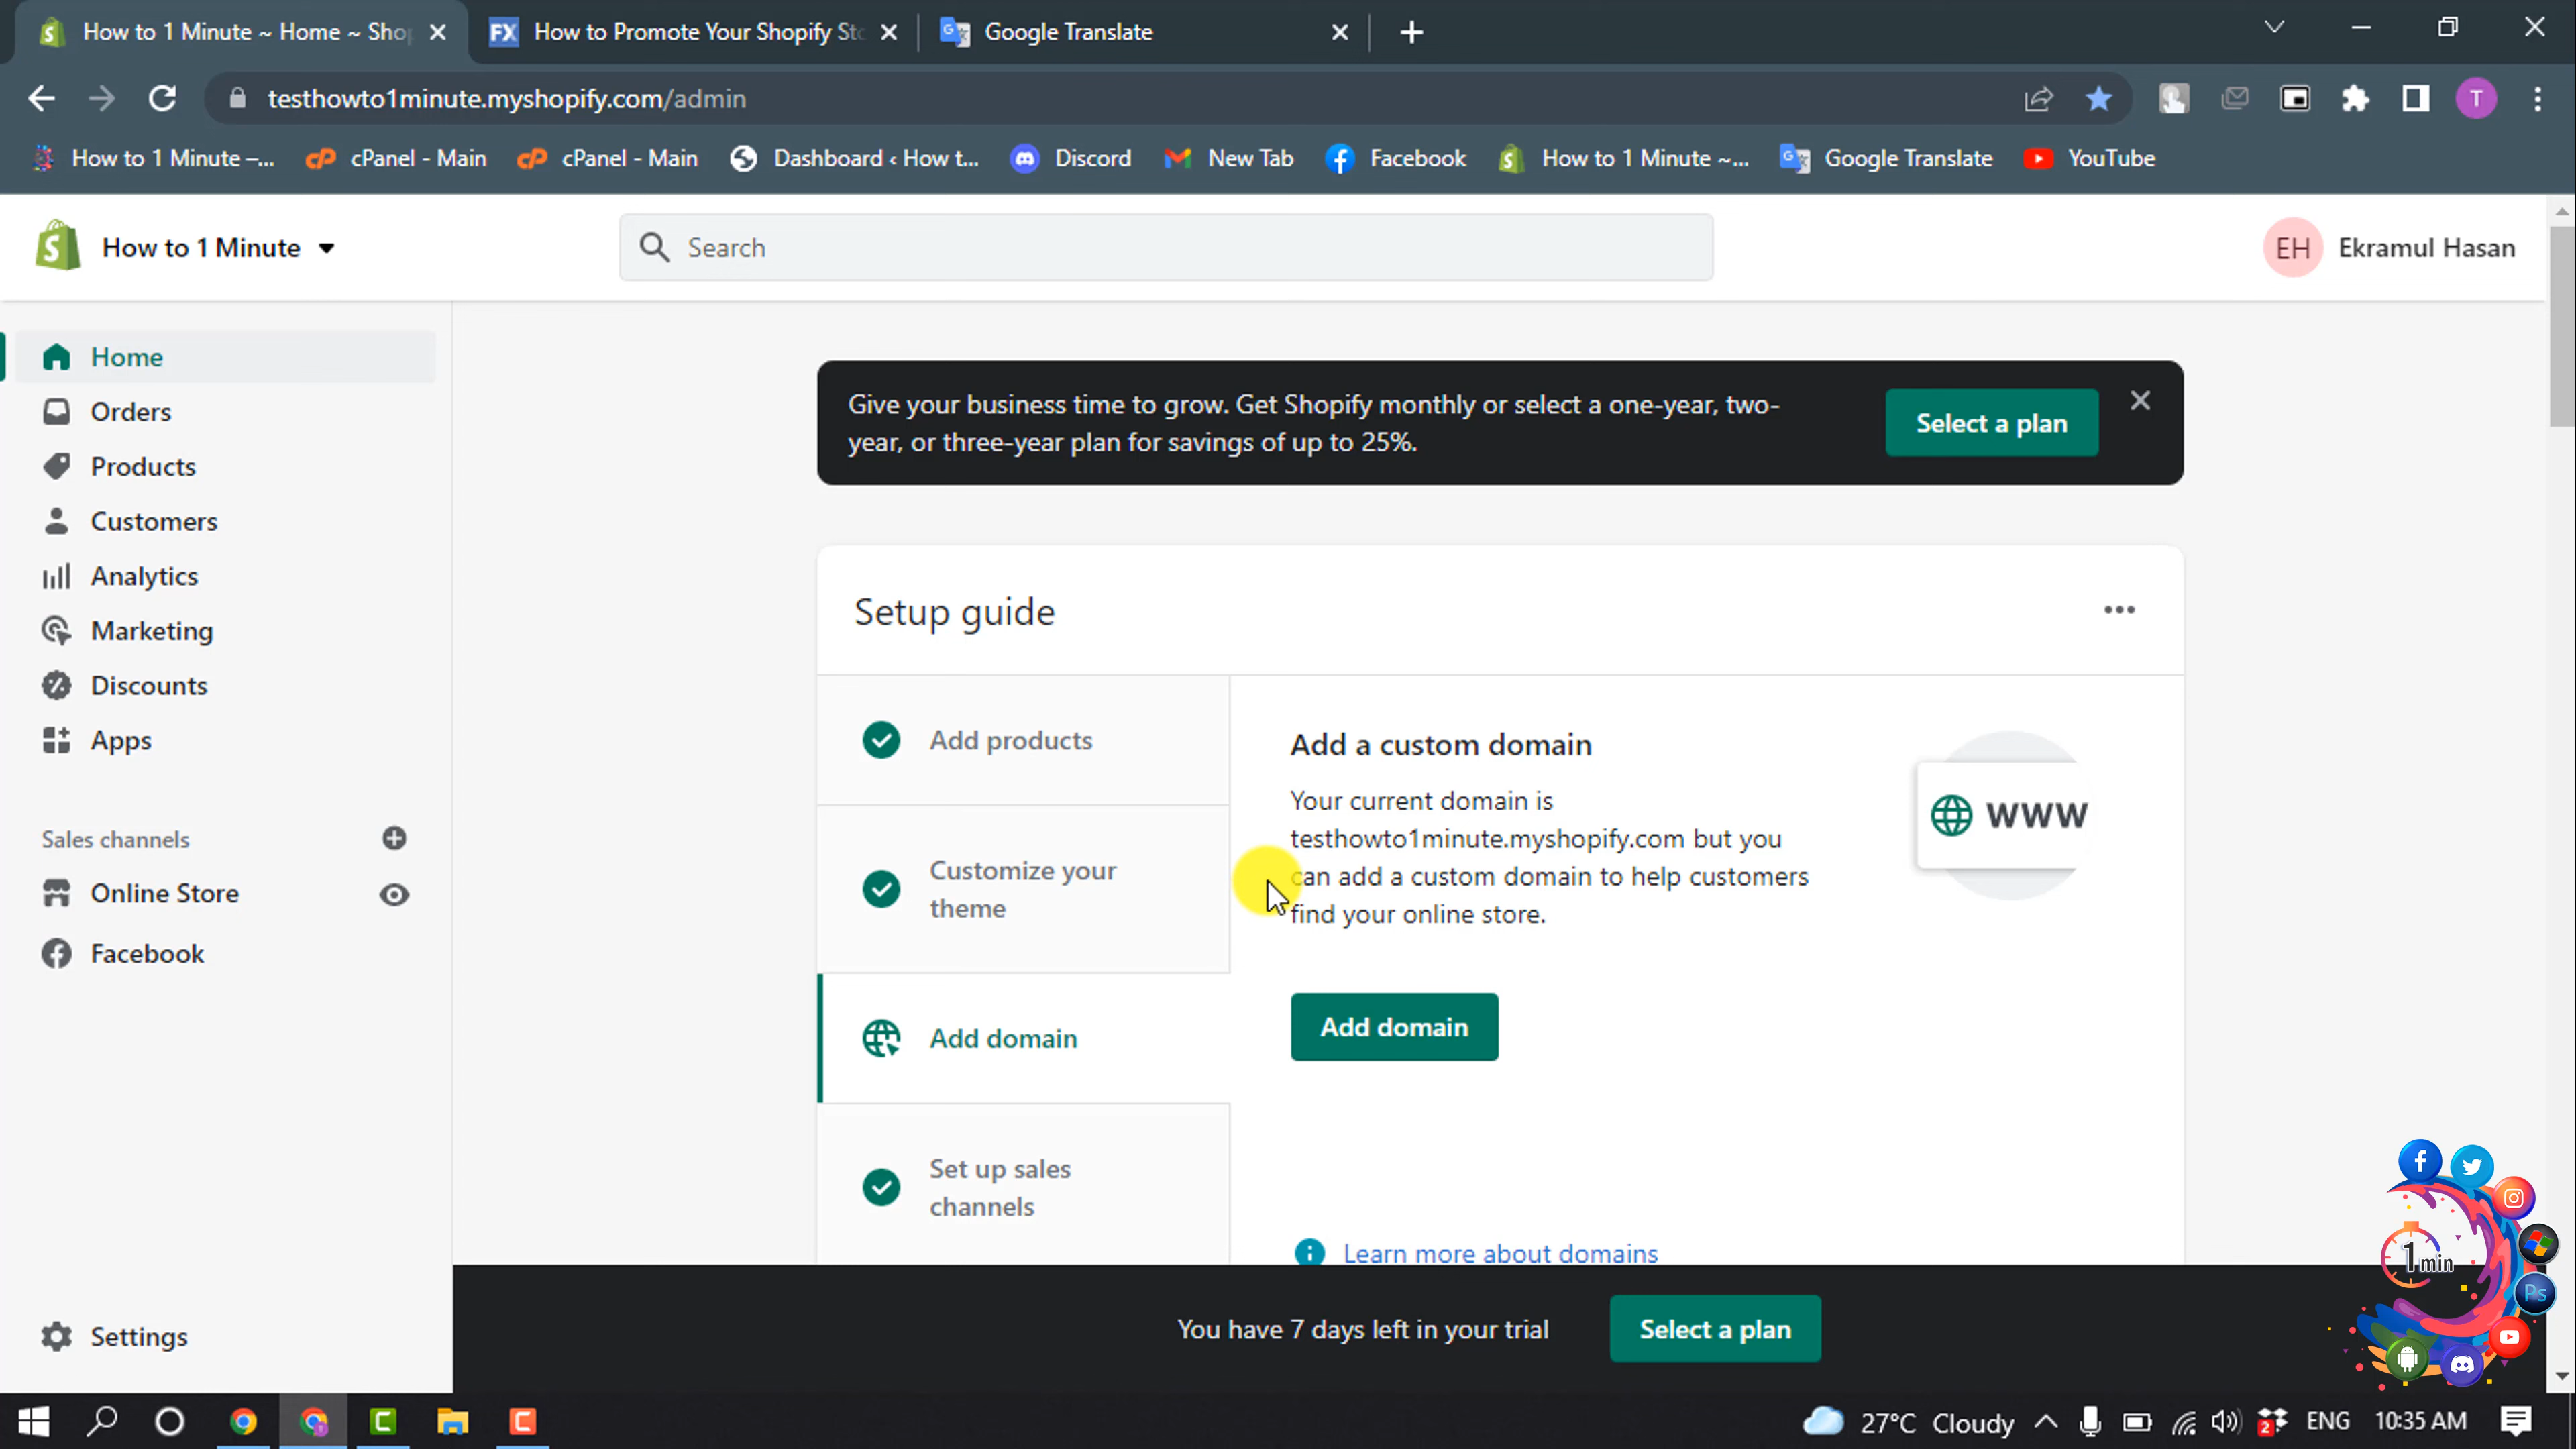 How to 1 Minute ~ Home ~ Shop
FX How to Promote Your Shopify Sto
Google Translate
testhowto1minute.myshopify.com/admin
T
How to 1 Minute –...
cPanel - Main
cPanel - Main
Dashboard ‹ How t...
Discord
New Tab
Facebook
How to 1 Minute ~...
Google Translate
YouTube
How to 1 Minute
Search
EH Ekramul Hasan
Home
Orders
Products
Customers
Analytics
Marketing
Discounts
Apps
Sales channels
Online Store
Facebook
Settings
Give your business time to grow. Get Shopify monthly or select a one-year, two-
year, or three-year plan for savings of up to 25%.
Select a plan
Setup guide
Add products
Customize your
theme
Add domain
Set up sales
channels
Add a custom domain
Your current domain is
testhowto1minute.myshopify.com but you
can add a custom domain to help customers
find your online store.
www
Add domain
Learn more about domains
You have 7 days left in your trial
Select a plan
1 min
Ps
27°C Cloudy
2
ENG
10:35 AM